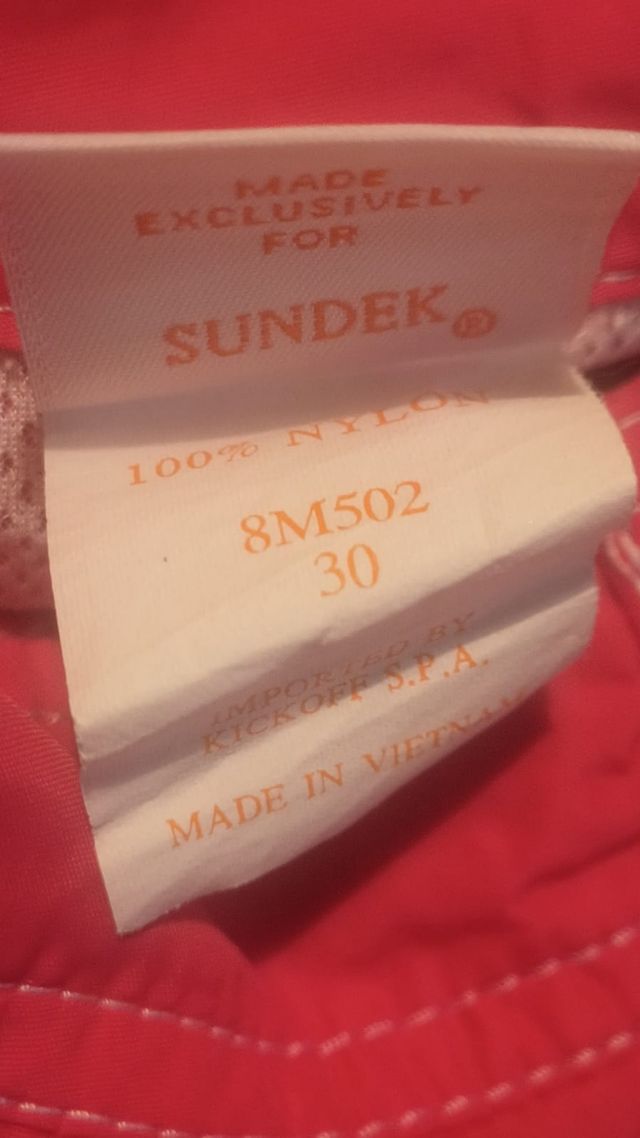 MADE
EXCLUSIVELY
FOR
SUNDEK®
100% NYLON
8M502
30
IMPORTED BY
KICKOFF S.P.A.
MADE IN VIETNAM